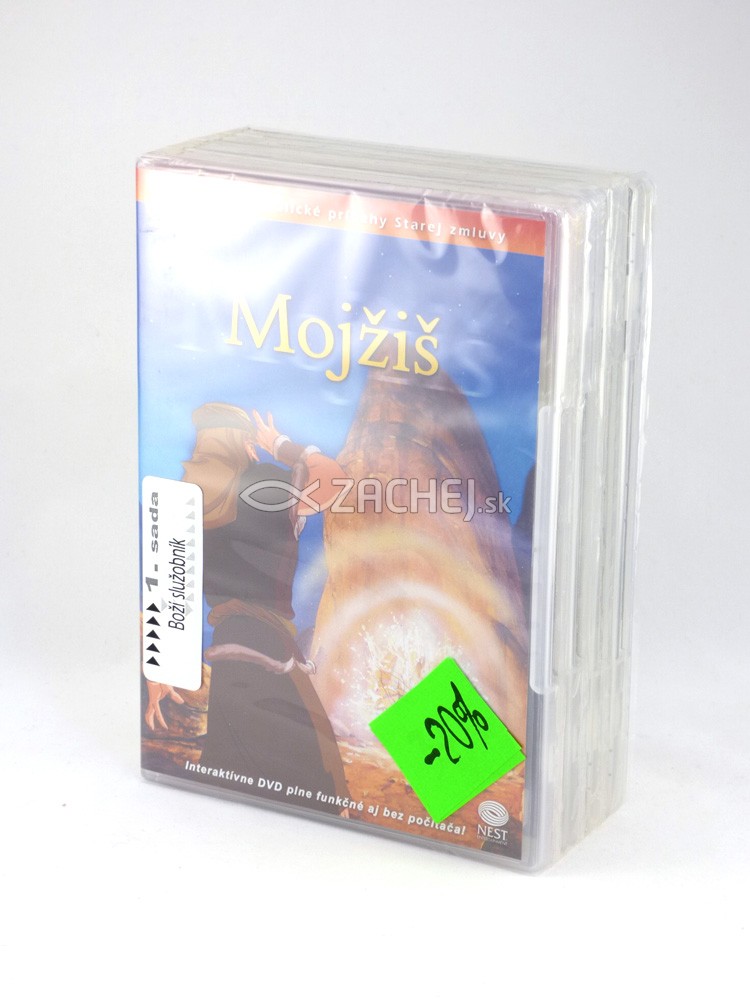 príbehy Starej zmluvy
Mojžiš
ZACHEJ.sk
1. sada
Boží služobník
-20%
Interaktívne DVD plne funkčné aj bez počítača!
NEST